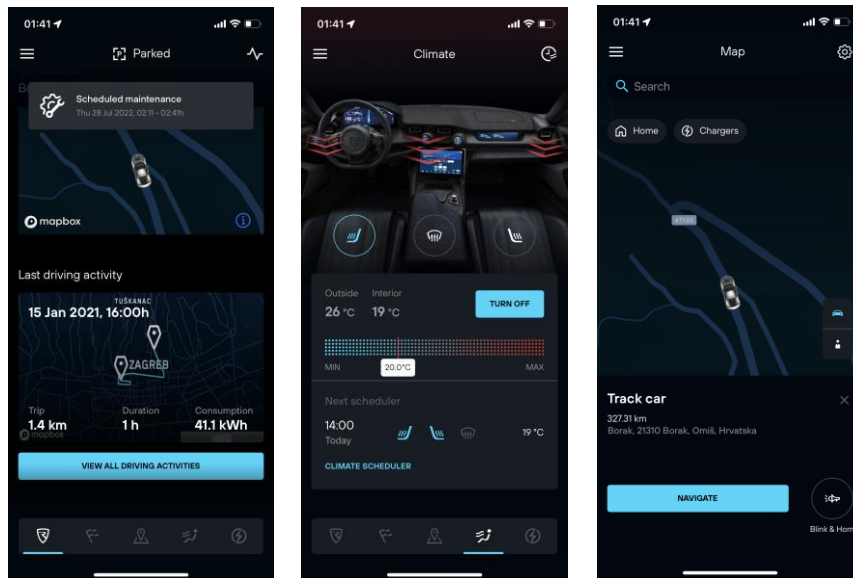 01:41
Parked
Scheduled maintenance
Thu 28 Jul 2022, 02:11 - 02:41h
mapbox
Last driving activity
TUŠKANAC
15 Jan 2021, 16:00h
ZAGREB
Trip
Duration
Consumption
1.4 km
1 h
41.1 kWh
mapbox
VIEW ALL DRIVING ACTIVITIES
01:41
Climate
Outside
Interior
26 °C
19 °C
TURN OFF
MIN
20.0°C
MAX
Next scheduler
14:00
Today
19 °C
CLIMATE SCHEDULER
01:41
Map
Search
Home
Chargers
Track car
327.31 km
Borak, 21310 Borak, Omiš, Hrvatska
NAVIGATE
Blink & Horn